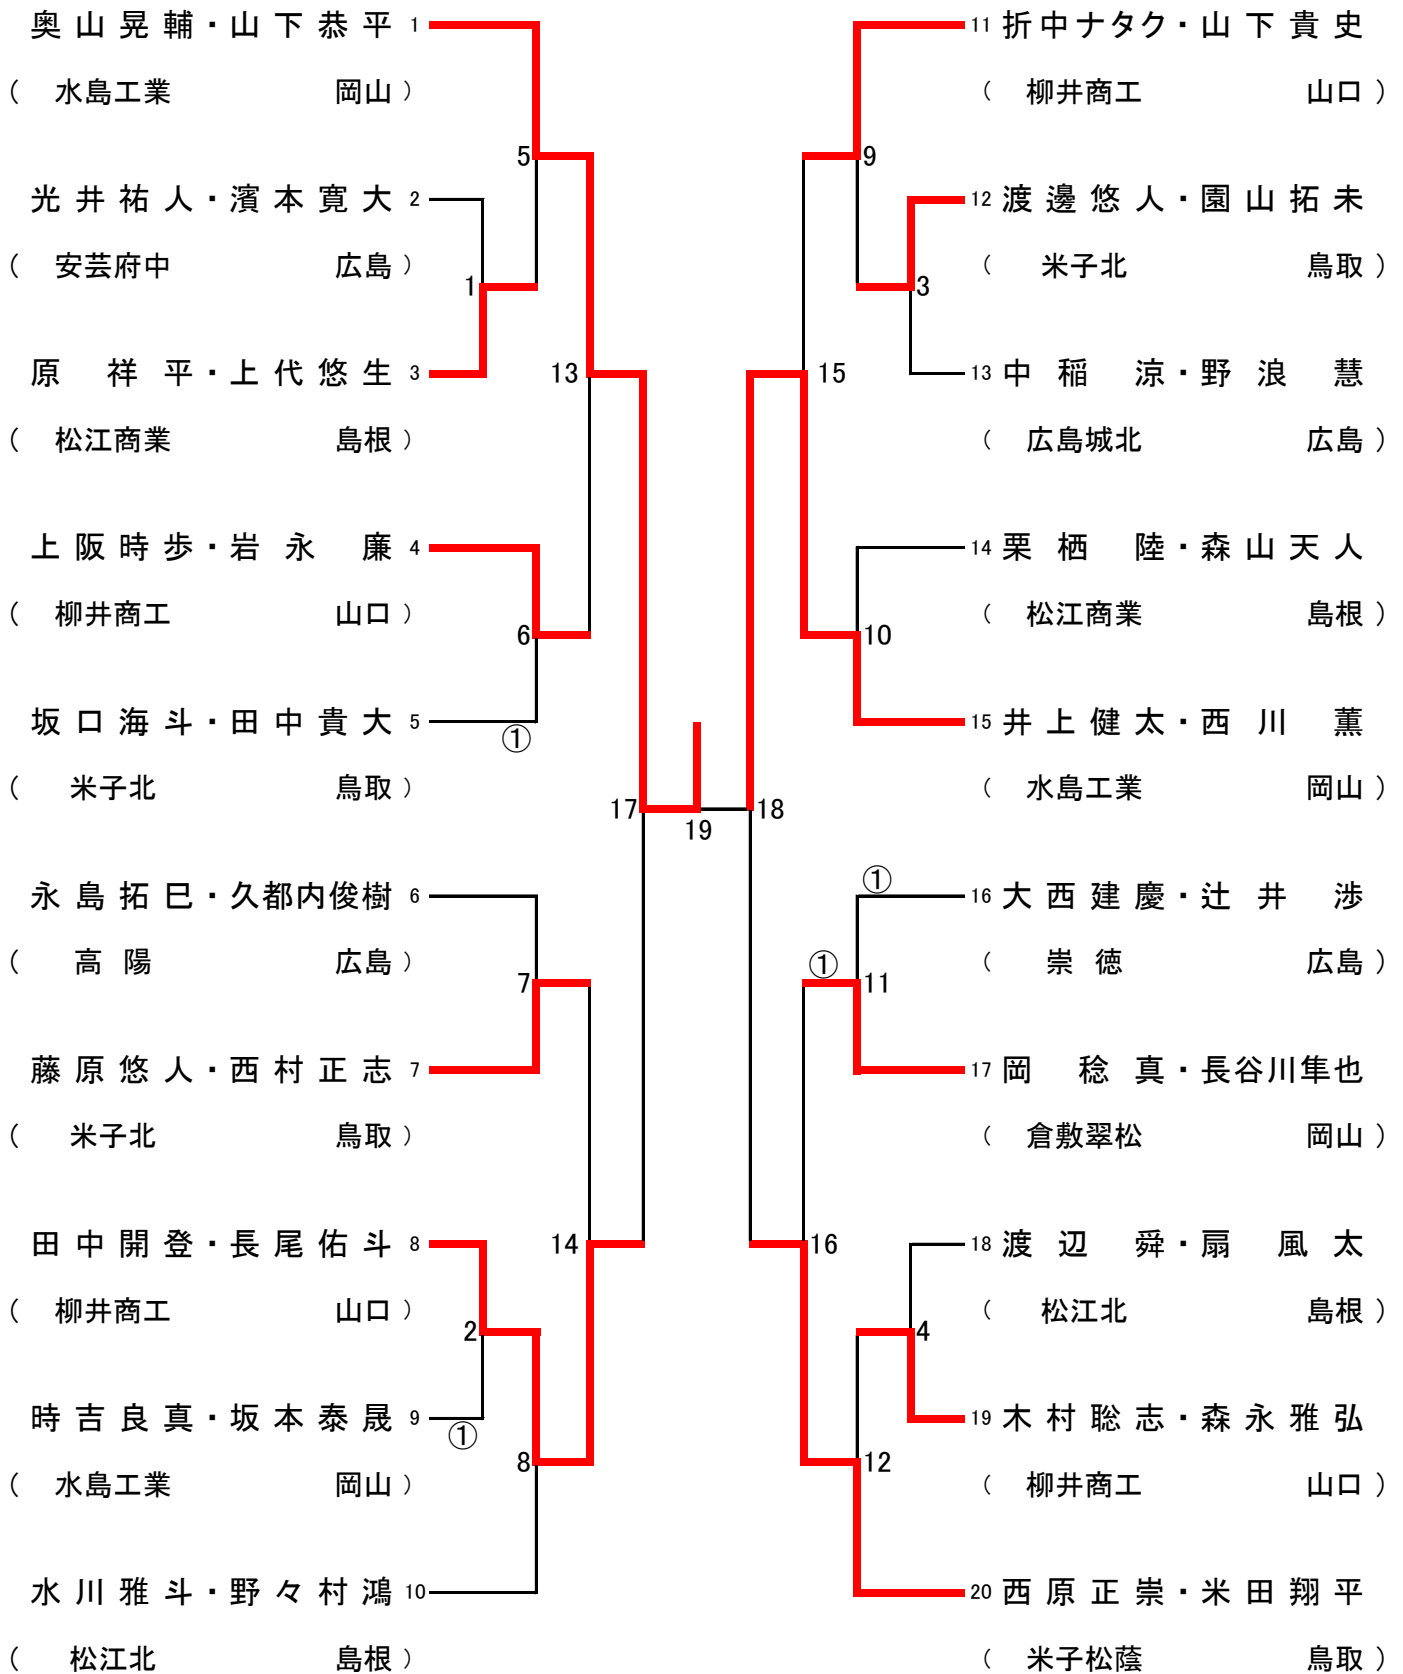 奥山晃輔・山下恭平 1
( 水島工業 岡山 )
光井祐人・濱本寛大 2
( 安芸府中 広島 )
原 祥平・上代悠生 3
( 松江商業 島根 )
上阪時歩・岩永 廉 4
( 柳井商工 山口 )
坂口海斗・田中貴大 5
( 米子北 鳥取 )
永島拓巳・久都内俊樹 6
( 高陽 広島 )
藤原悠人・西村正志 7
( 米子北 鳥取 )
田中開登・長尾佑斗 8
( 柳井商工 山口 )
時吉良真・坂本泰晟 9
( 水島工業 岡山 )
水川雅斗・野々村鴻 10
( 松江北 島根 )
5
1
13
6
①
17
7
14
2
①
8
19
9
3
15
10
18
①
①
11
16
4
12
11 折中ナタク・山下貴史
( 柳井商工 山口 )
12 渡邊悠人・園山拓未
( 米子北 鳥取 )
13 中稲 涼・野浪 慧
( 広島城北 広島 )
14 栗栖 陸・森山天人
( 松江商業 島根 )
15 井上健太・西川 薫
( 水島工業 岡山 )
16 大西建慶・辻井 渉
( 崇徳 広島 )
17 岡 稔真・長谷川隼也
( 倉敷翠松 岡山 )
18 渡辺 舜・扇 風太
( 松江北 島根 )
19 木村聡志・森永雅弘
( 柳井商工 山口 )
20 西原正崇・米田翔平
( 米子松蔭 鳥取 )